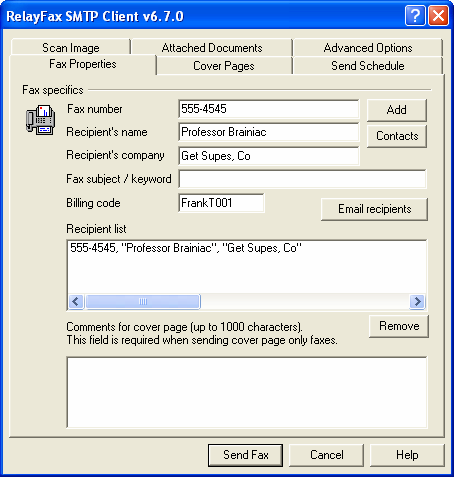 RelayFax SMTP Client v6.7.0
Scan Image Attached Documents Advanced Options
Fax Properties Cover Pages Send Schedule
Fax specifics
Fax number 555-4545 Add
Recipient's name Professor Brainiac Contacts
Recipient's company Get Supes, Co
Fax subject / keyword
Billing code FrankT001 Email recipients
Recipient list
555-4545, "Professor Brainiac", "Get Supes, Co"
Comments for cover page (up to 1000 characters). Remove
This field is required when sending cover page only faxes.
Send Fax Cancel Help